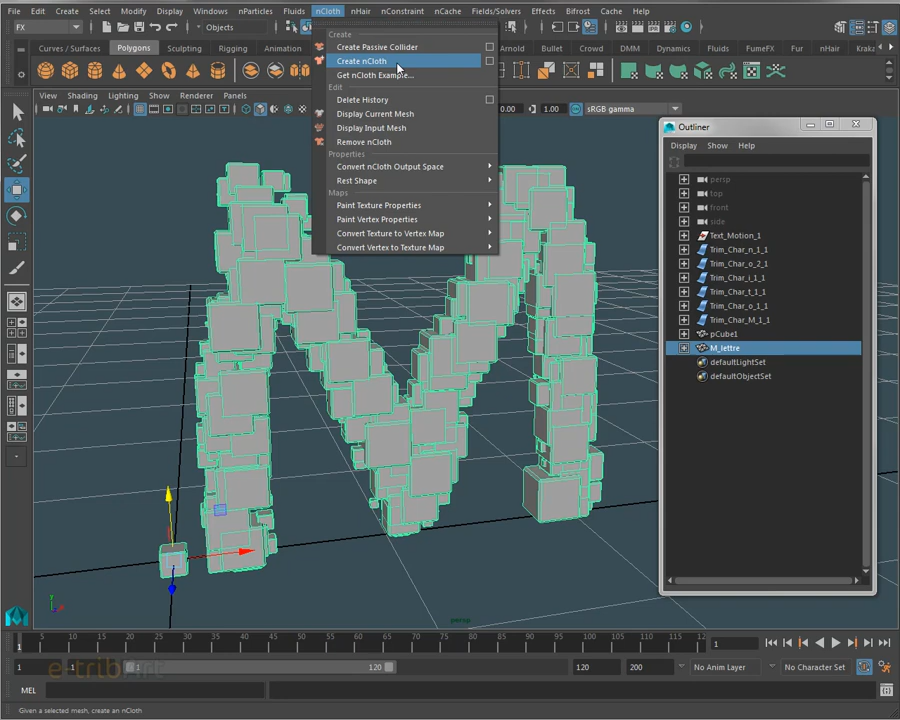 File Edit Create Select Modify Display Windows nParticles Fluids nCloth nHair nConstraint nCache Fields/Solvers Effects Bifrost Cache Help
FX Objects
Curves / Surfaces Polygons Sculpting Rigging Animation Arnold Bullet Crowds DMM Domain FumeFX Fur nHair Krakat
View Shading Lighting Show Renderer Panels
0.00 1.00 sRGB gamma
Create
Create Passive Collider
Create nCloth
Get nCloth Example...
Edit
Delete History
Display Current Mesh
Display Input Mesh
Remove nCloth
Properties
Convert nCloth Output Space
Rest Shape
Maps
Paint Texture Properties
Paint Vertex Properties
Convert Texture to Vertex Map
Convert Vertex to Texture Map
Outliner
Display Show Help
persp
top
front
side
Text_Motion_1
Trim_Char_n_1_1
Trim_Char_o_2_1
Trim_Char_i_1_1
Trim_Char_t_1_1
Trim_Char_o_1_1
Trim_Char_M_1_1
pCube1
M_lettre
defaultLightSet
defaultObjectSet
persp
5 10 15 20 25 30 35 40 45 50 55 60 65 70 75 80 85 90 95 100 105 110 115 12
1
1 1 1 120 120 200 No Anim Layer No Character Set
MEL
Given a selected mesh, create an nCloth